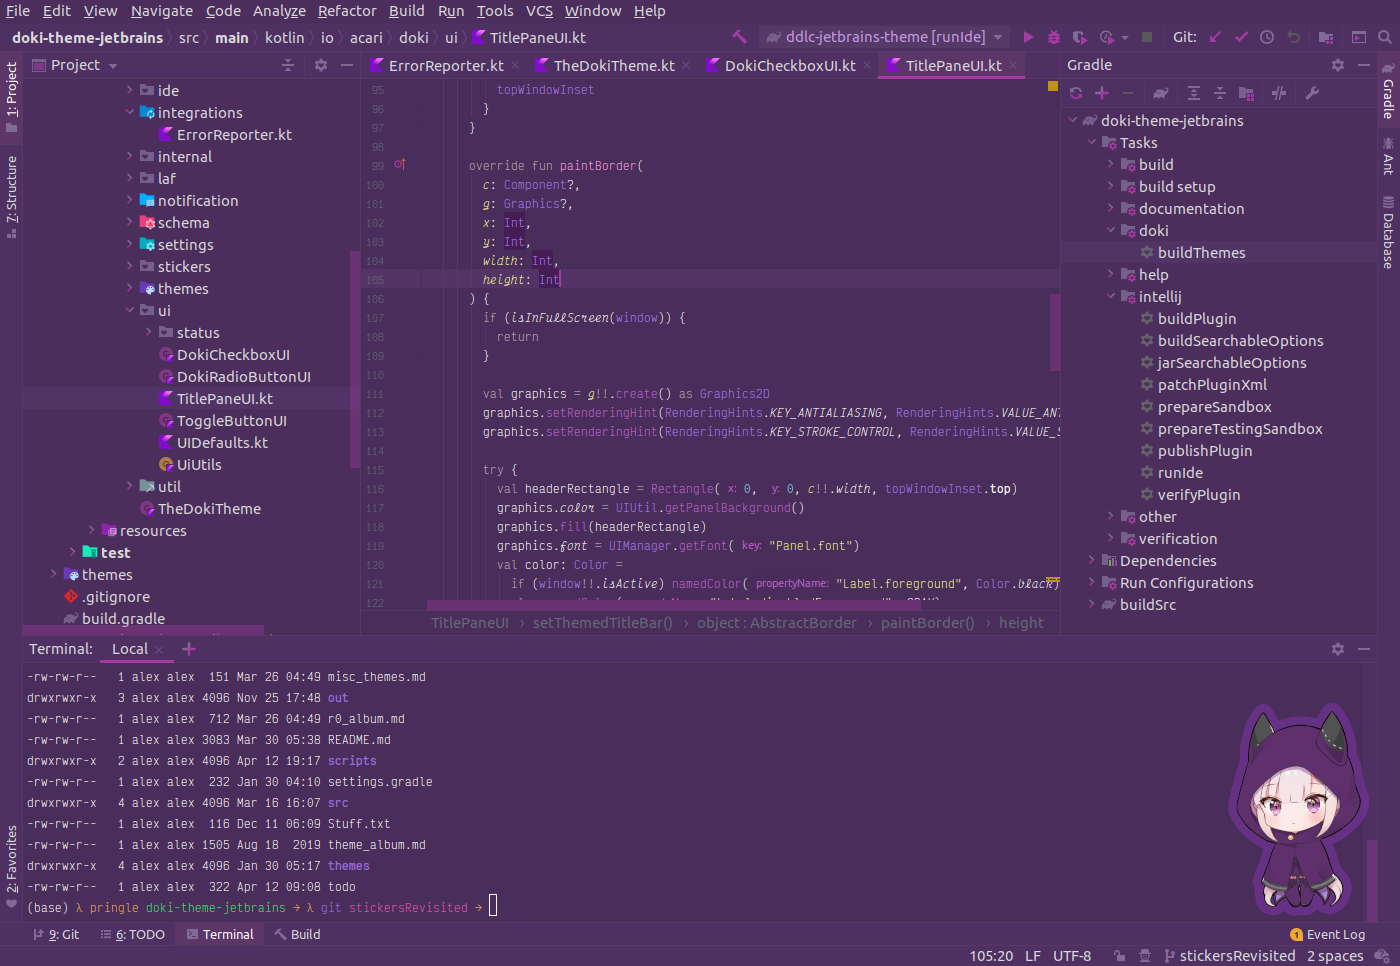 File Edit View Navigate Code Analyze Refactor Build Run Tools VCS Window Help
doki-theme-jetbrains src main kotlin io acari doki ui TitlePaneUI.kt
ddlc-jetbrains-theme [runIde] Git:
1: Project
7: Structure
2: Favorites
Project
ide
integrations
ErrorReporter.kt
internal
laf
notification
schema
settings
stickers
themes
ui
status
DokiCheckboxUI
DokiRadioButtonUI
TitlePaneUI.kt
ToggleButtonUI
UIDefaults.kt
UiUtils
util
TheDokiTheme
resources
test
themes
.gitignore
build.gradle
ErrorReporter.kt TheDokiTheme.kt DokiCheckboxUI.kt TitlePaneUI.kt
95 topWindowInset
96 }
97 }
98
99 override fun paintBorder(
100 c: Component?,
101 g: Graphics?,
102 x: Int,
103 y: Int,
104 width: Int,
105 height: Int
106 ) {
107 if (isInFullScreen(window)) {
108 return
109 }
110
111 val graphics = g!!.create() as Graphics2D
112 graphics.setRenderingHint(RenderingHints.KEY_ANTIALIASING, RenderingHints.VALUE_ANT
113 graphics.setRenderingHint(RenderingHints.KEY_STROKE_CONTROL, RenderingHints.VALUE_S
114
115 try {
116 val headerRectangle = Rectangle( x: 0, y: 0, c!!.width, topWindowInset.top)
117 graphics.color = UIUtil.getPanelBackground()
118 graphics.fill(headerRectangle)
119 graphics.font = UIManager.getFont( key: "Panel.font")
120 val color: Color =
121 if (window!!.isActive) namedColor( propertyName: "Label.foreground", Color.black)
122
TitlePaneUI › setThemedTitleBar() › object : AbstractBorder › paintBorder() › height
Gradle
doki-theme-jetbrains
Tasks
build
build setup
documentation
doki
buildThemes
help
intellij
buildPlugin
buildSearchableOptions
jarSearchableOptions
patchPluginXml
prepareSandbox
prepareTestingSandbox
publishPlugin
runIde
verifyPlugin
other
verification
Dependencies
Run Configurations
buildSrc
Gradle
Ant
Database
Terminal: Local
-rw-rw-r-- 1 alex alex 151 Mar 26 04:49 misc_themes.md
drwxrwxr-x 3 alex alex 4096 Nov 25 17:48 out
-rw-rw-r-- 1 alex alex 712 Mar 26 04:49 r0_album.md
-rw-rw-r-- 1 alex alex 3083 Mar 30 05:38 README.md
drwxrwxr-x 2 alex alex 4096 Apr 12 19:17 scripts
-rw-rw-r-- 1 alex alex 232 Jan 30 04:10 settings.gradle
drwxrwxr-x 4 alex alex 4096 Mar 16 16:07 src
-rw-rw-r-- 1 alex alex 116 Dec 11 06:09 Stuff.txt
-rw-rw-r-- 1 alex alex 1505 Aug 18 2019 theme_album.md
drwxrwxr-x 4 alex alex 4096 Jan 30 05:17 themes
-rw-rw-r-- 1 alex alex 322 Apr 12 09:08 todo
(base) λ pringle doki-theme-jetbrains → λ git stickersRevisited →
9: Git 6: TODO Terminal Build 1 Event Log
105:20 LF UTF-8 stickersRevisited 2 spaces